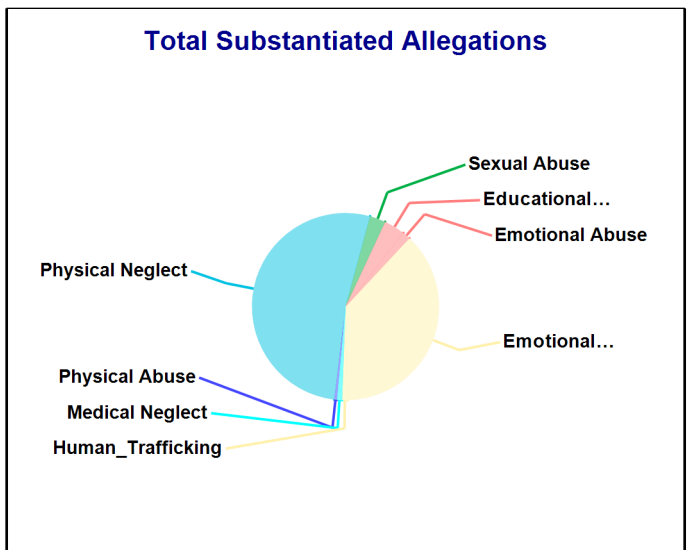 Total Substantiated Allegations
Sexual Abuse
Educational…
Emotional Abuse
Physical Neglect
Emotional…
Physical Abuse
Medical Neglect
Human_Trafficking